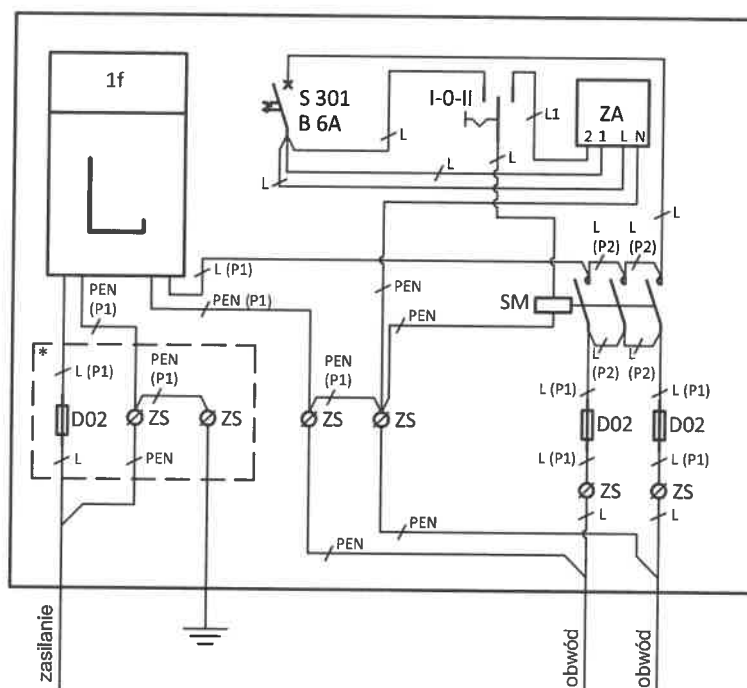 1f
S 301
B 6A
I-0-II
L1
ZA
2 1 L N
L
L
L
L
L
L
(P2)
L
(P2)
L (P1)
PEN
(P1)
PEN (P1)
PEN
SM
PEN
*
L (P1)
PEN
(P1)
PEN
(P1)
L
(P2)
L
(P2)
L (P1)
L (P1)
D02
ZS
ZS
ZS
ZS
D02
D02
L
PEN
L (P1)
L (P1)
ZS
ZS
L
L
PEN
PEN
zasilanie
obwód
obwód